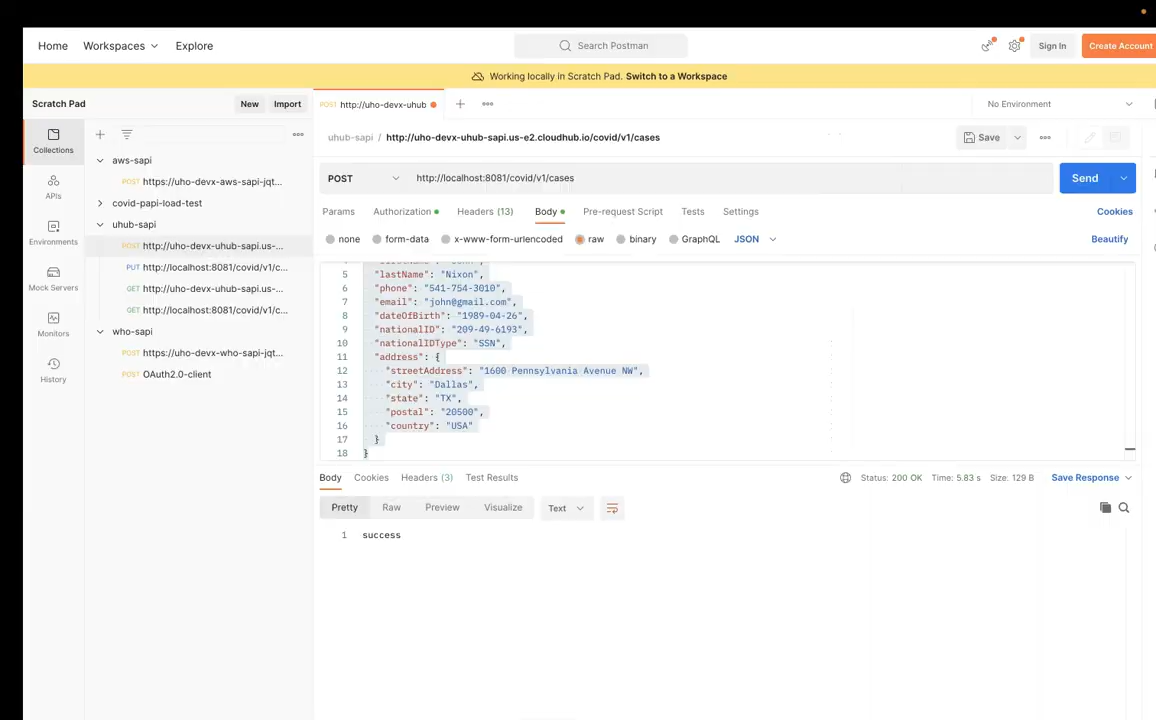 Home Workspaces Explore Search Postman Sign In Create Account
Working locally in Scratch Pad. Switch to a Workspace
Scratch Pad New Import POST http://uho-devx-uhub No Environment
Collections
APIs
Environments
Mock Servers
Monitors
History
aws-sapi
POST https://uho-devx-aws-sapi-jqt...
covid-papi-load-test
uhub-sapi
POST http://uho-devx-uhub-sapi.us-...
PUT http://localhost:8081/covid/v1/c...
GET http://uho-devx-uhub-sapi.us-...
GET http://localhost:8081/covid/v1/c...
who-sapi
POST https://uho-devx-who-sapi-jqt...
POST OAuth2.0-client
uhub-sapi / http://uho-devx-uhub-sapi.us-e2.cloudhub.io/covid/v1/cases Save
POST http://localhost:8081/covid/v1/cases Send
Params Authorization Headers (13) Body Pre-request Script Tests Settings Cookies
none form-data x-www-form-urlencoded raw binary GraphQL JSON Beautify
5 "lastName": "Nixon",
6 "phone": "541-754-3010",
7 "email": "john@gmail.com",
8 "dateOfBirth": "1989-04-26",
9 "nationalID": "209-49-6193",
10 "nationalIDType": "SSN",
11 "address": {
12 "streetAddress": "1600 Pennsylvania Avenue NW",
13 "city": "Dallas",
14 "state": "TX",
15 "postal": "20500",
16 "country": "USA"
17 }
18 }
Body Cookies Headers (3) Test Results Status: 200 OK Time: 5.83 s Size: 129 B Save Response
Pretty Raw Preview Visualize Text
1 success